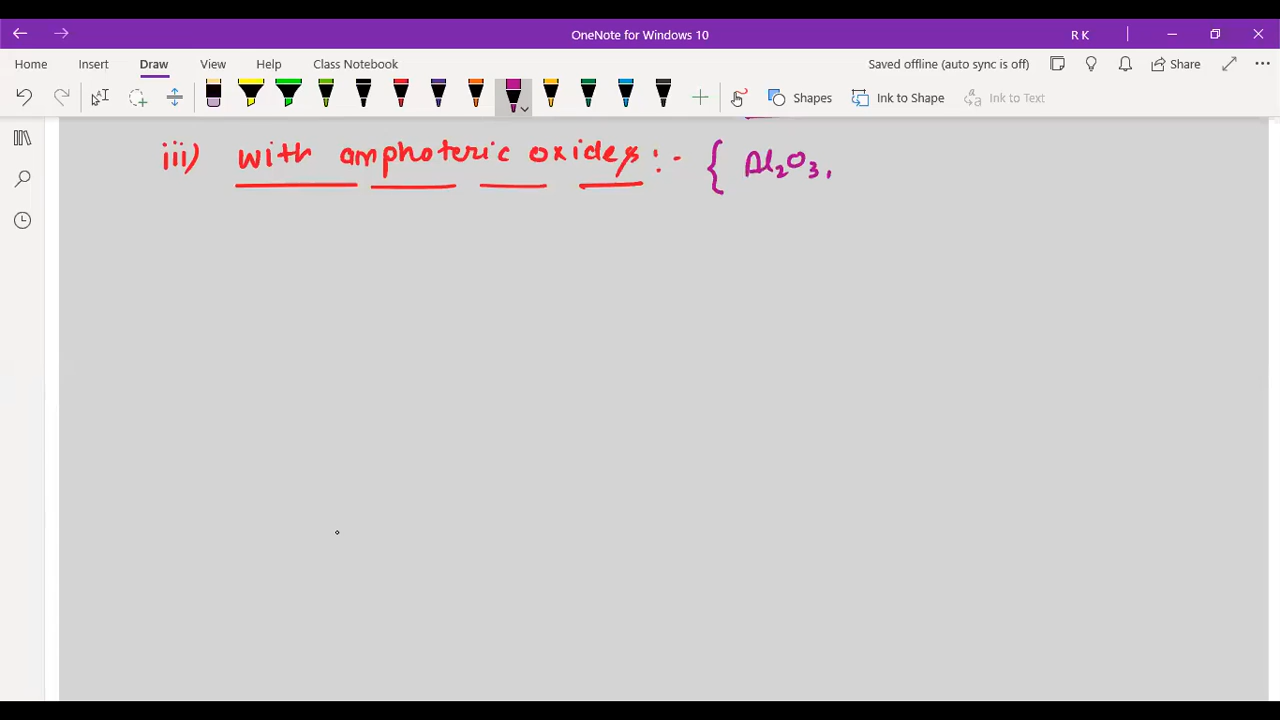 OneNote for Windows 10
R K
Home Insert Draw View Help Class Notebook
Saved offline (auto sync is off) Share
Shapes Ink to Shape Ink to Text
iii) With amphoteric oxides :- { Al₂O₃,